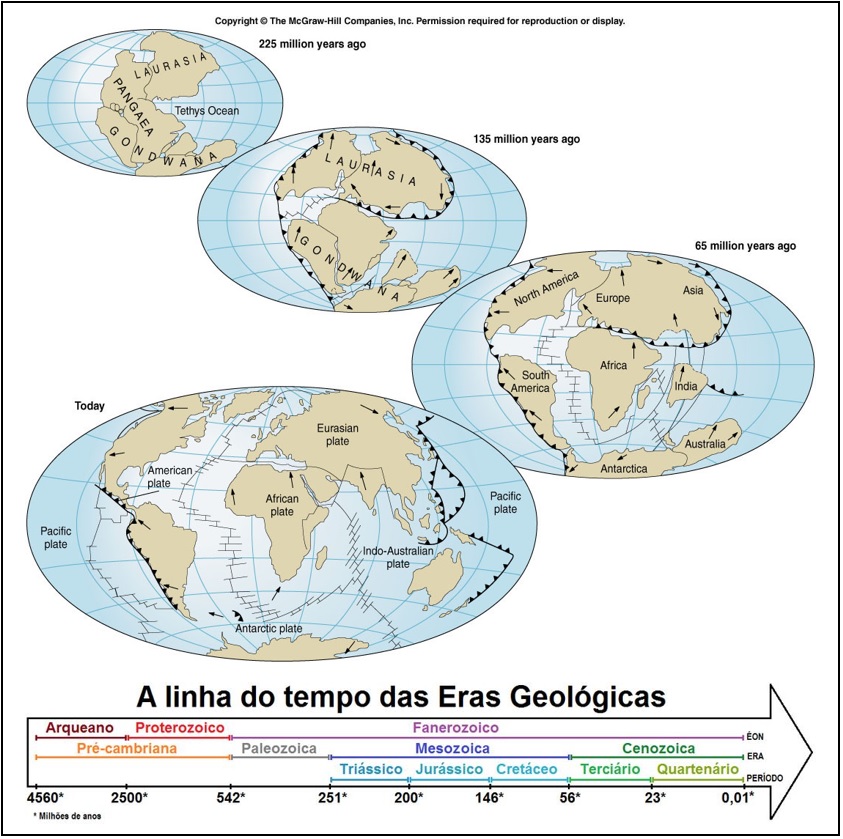 Copyright © The McGraw-Hill Companies, Inc. Permission required for reproduction or display.
225 million years ago
LAURASIA
PANGAEA
Tethys Ocean
GONDWANA
135 million years ago
LAURASIA
GONDWANA
65 million years ago
North America
Europe
Asia
Africa
South
America
India
Australia
Antarctica
Today
Eurasian
plate
American
plate
African
plate
Pacific
plate
Pacific
plate
Indo-Australian
plate
Antarctic plate
A linha do tempo das Eras Geológicas
Arqueano Proterozoico Fanerozoico ÉON
Pré-cambriana Paleozoica Mesozoica Cenozoica ERA
Triássico Jurássico Cretáceo Terciário Quartenário PERÍODO
4560* 2500* 542* 251* 200* 146* 56* 23* 0,01*
* Milhões de anos